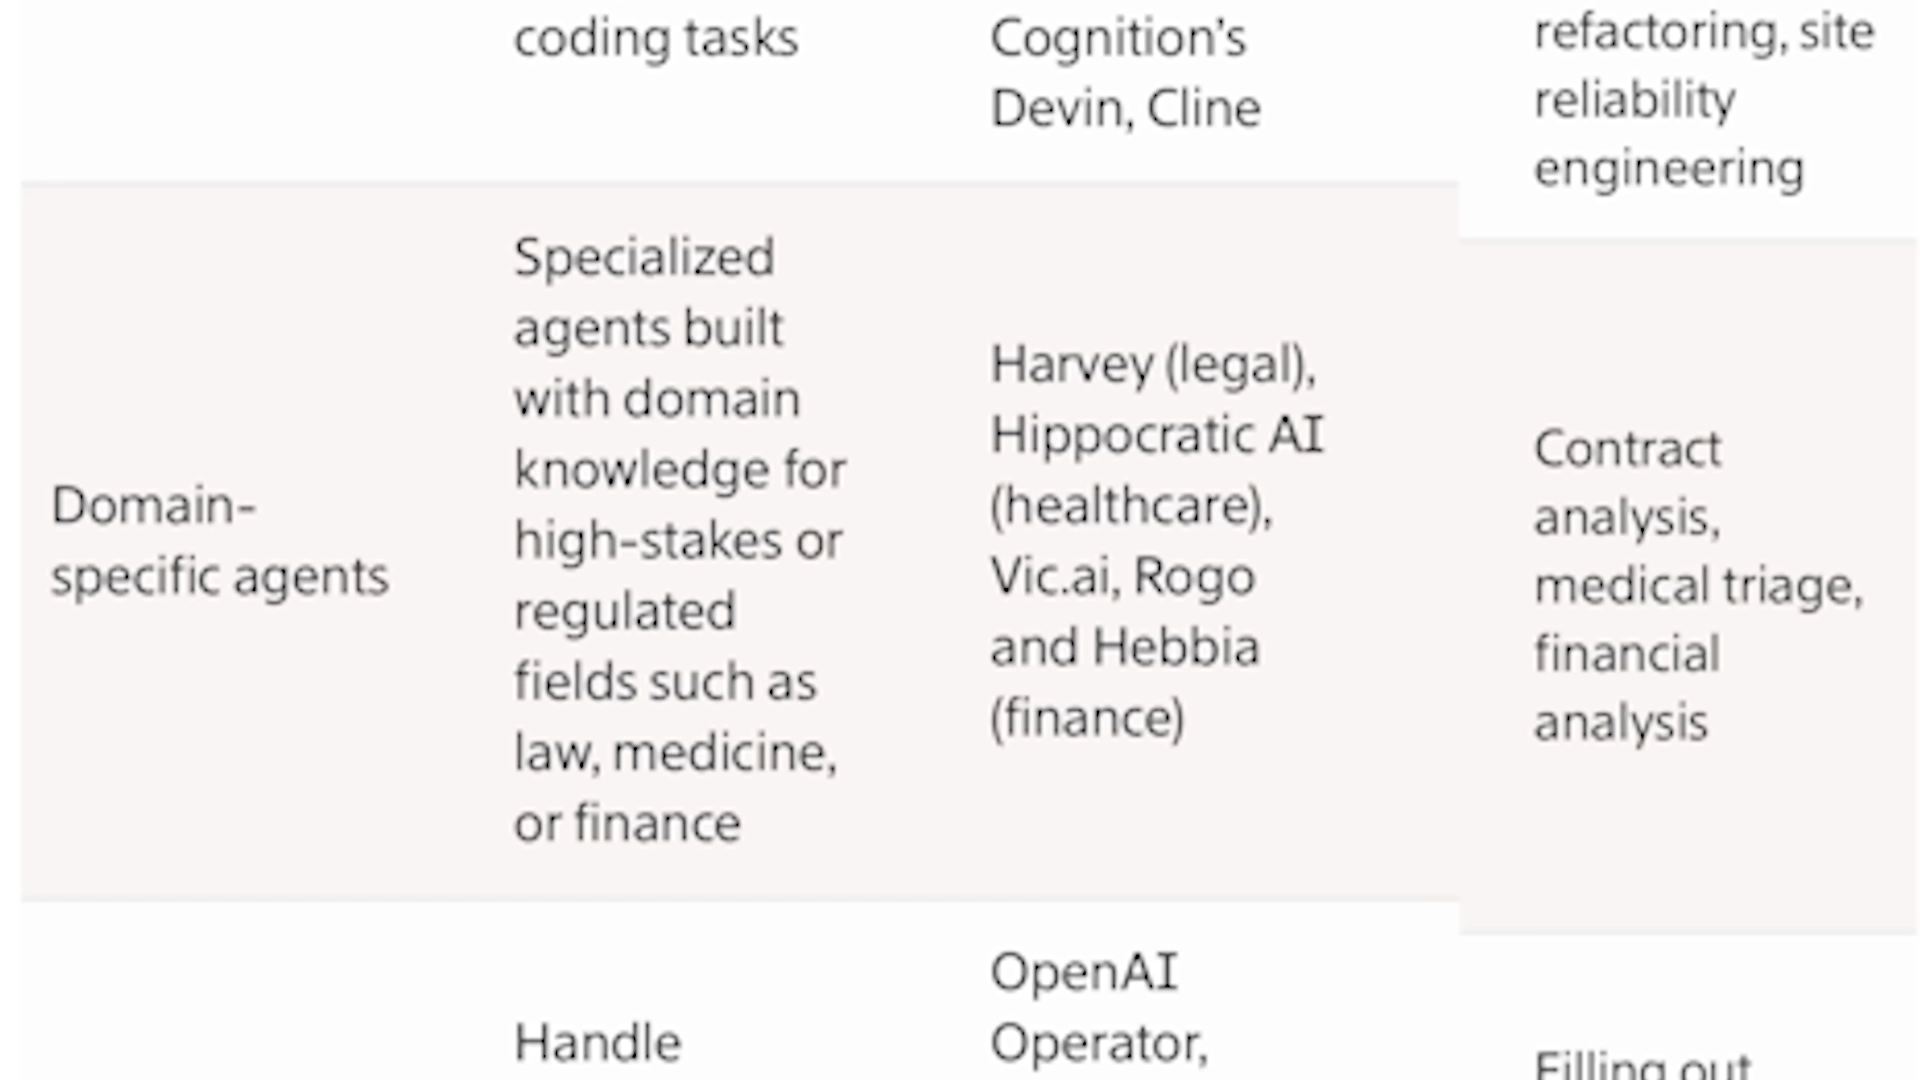 coding tasks
Cognition's
Devin, Cline
refactoring, site
reliability
engineering
Domain-
specific agents
Specialized
agents built
with domain
knowledge for
high-stakes or
regulated
fields such as
law, medicine,
or finance
Harvey (legal),
Hippocratic AI
(healthcare),
Vic.ai, Rogo
and Hebbia
(finance)
Contract
analysis,
medical triage,
financial
analysis
Handle
OpenAI
Operator,
Filling out